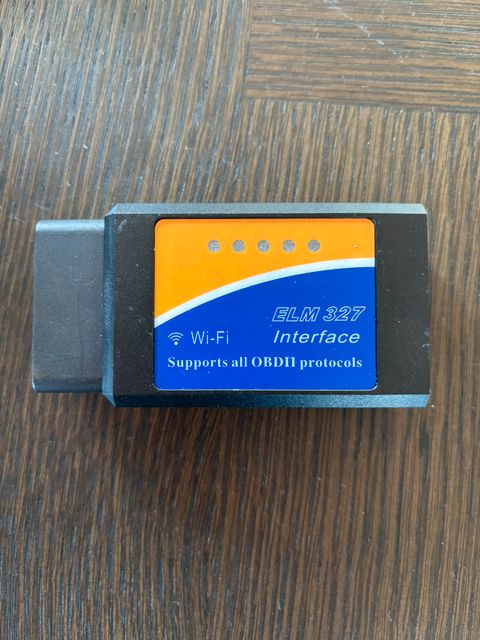 ELM 327
Wi-Fi Interface
Supports all OBDII protocols